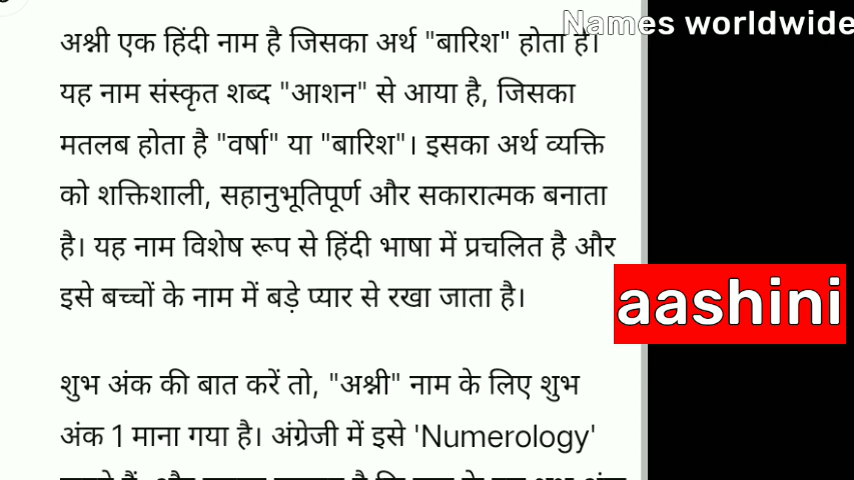 Names worldwide
अश्नी एक हिंदी नाम है जिसका अर्थ "बारिश" होता है।
यह नाम संस्कृत शब्द "आशन" से आया है, जिसका
मतलब होता है "वर्षा" या "बारिश"। इसका अर्थ व्यक्ति
को शक्तिशाली, सहानुभूतिपूर्ण और सकारात्मक बनाता
है। यह नाम विशेष रूप से हिंदी भाषा में प्रचलित है और
इसे बच्चों के नाम में बड़े प्यार से रखा जाता है।
aashini
शुभ अंक की बात करें तो, "अश्नी" नाम के लिए शुभ
अंक 1 माना गया है। अंग्रेजी में इसे 'Numerology'